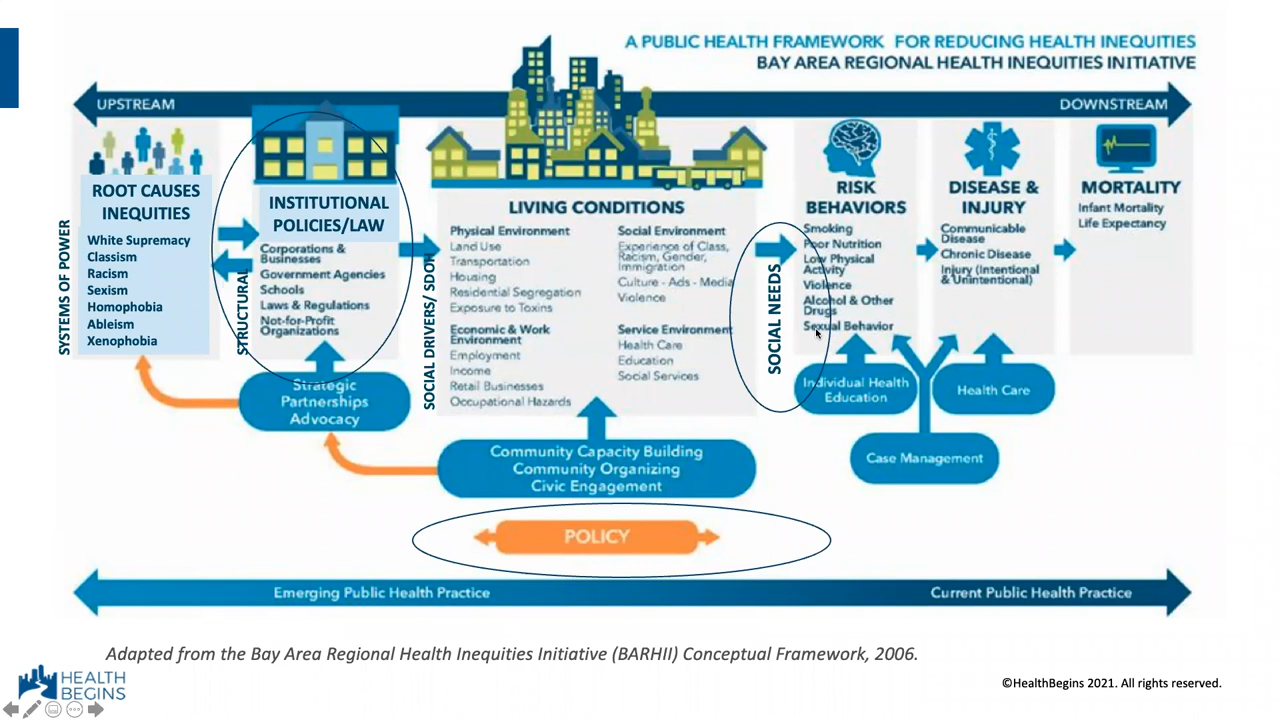 A PUBLIC HEALTH FRAMEWORK FOR REDUCING HEALTH INEQUITIES
BAY AREA REGIONAL HEALTH INEQUITIES INITIATIVE
UPSTREAM
DOWNSTREAM
SYSTEMS OF POWER
ROOT CAUSES
INEQUITIES
White Supremacy
Classism
Racism
Sexism
Homophobia
Ableism
Xenophobia
STRUCTURAL
INSTITUTIONAL
POLICIES/LAW
Corporations &
Businesses
Government Agencies
Schools
Laws & Regulations
Not-for-Profit
Organizations
Strategic
Partnerships
Advocacy
SOCIAL DRIVERS/ SDOH
LIVING CONDITIONS
Physical Environment
Land Use
Transportation
Housing
Residential Segregation
Exposure to Toxins
Economic & Work
Environment
Employment
Income
Retail Businesses
Occupational Hazards
Social Environment
Experience of Class,
Racism, Gender,
Immigration
Culture - Ads - Media
Violence
Service Environment
Health Care
Education
Social Services
Community Capacity Building
Community Organizing
Civic Engagement
SOCIAL NEEDS
RISK
BEHAVIORS
Smoking
Poor Nutrition
Low Physical
Activity
Violence
Alcohol & Other
Drugs
Sexual Behavior
Individual Health
Education
DISEASE &
INJURY
Communicable
Disease
Chronic Disease
Injury (Intentional
& Unintentional)
Health Care
Case Management
MORTALITY
Infant Mortality
Life Expectancy
POLICY
Emerging Public Health Practice
Current Public Health Practice
Adapted from the Bay Area Regional Health Inequities Initiative (BARHII) Conceptual Framework, 2006.
HEALTH
BEGINS
©HealthBegins 2021. All rights reserved.